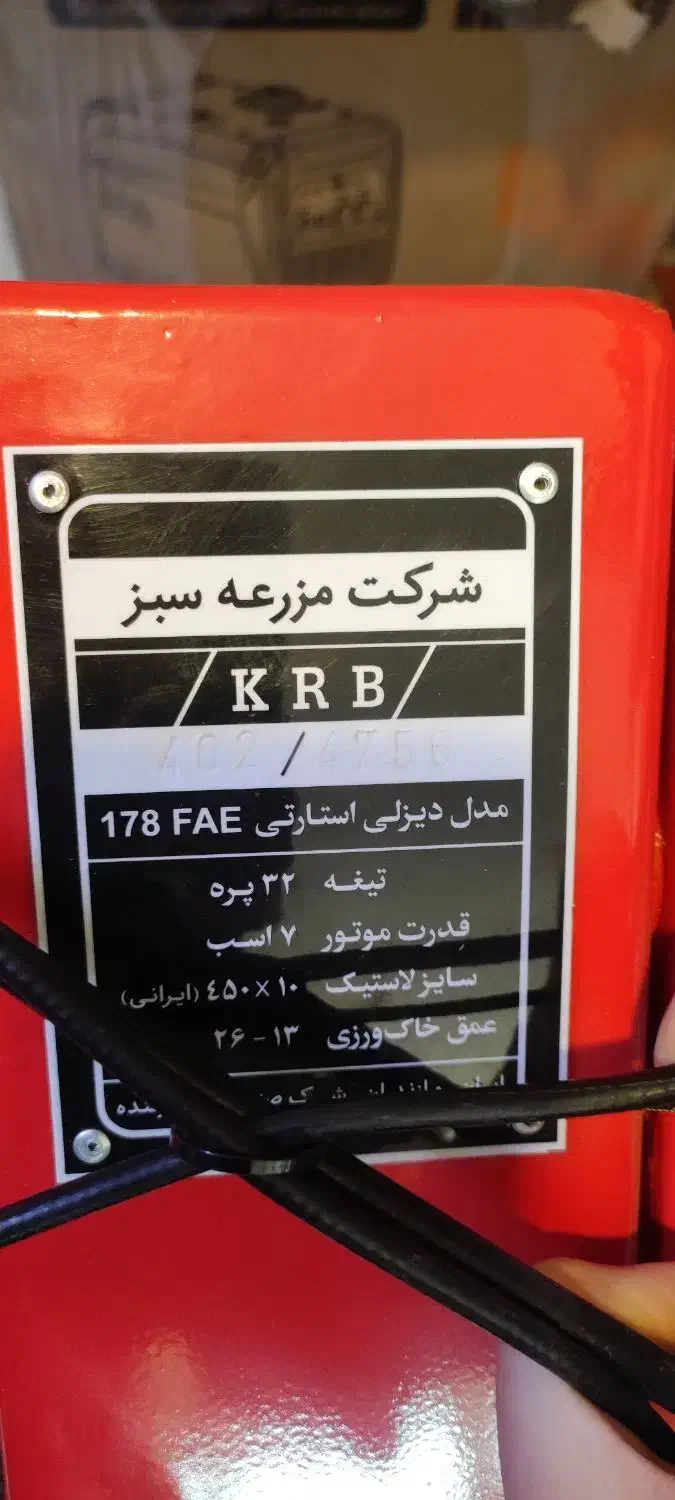 شرکت مزرعه سبز
/ K R B /
402 / 4756
مدل دیزلی استارتی 178 FAE
تیغه ۳۲ پره
قدرت موتور ۷ اسب
سایز لاستیک ۱۰ × ۴۵۰ (ایرانی)
عمق خاک‌ورزی ۱۳ - ۲۶